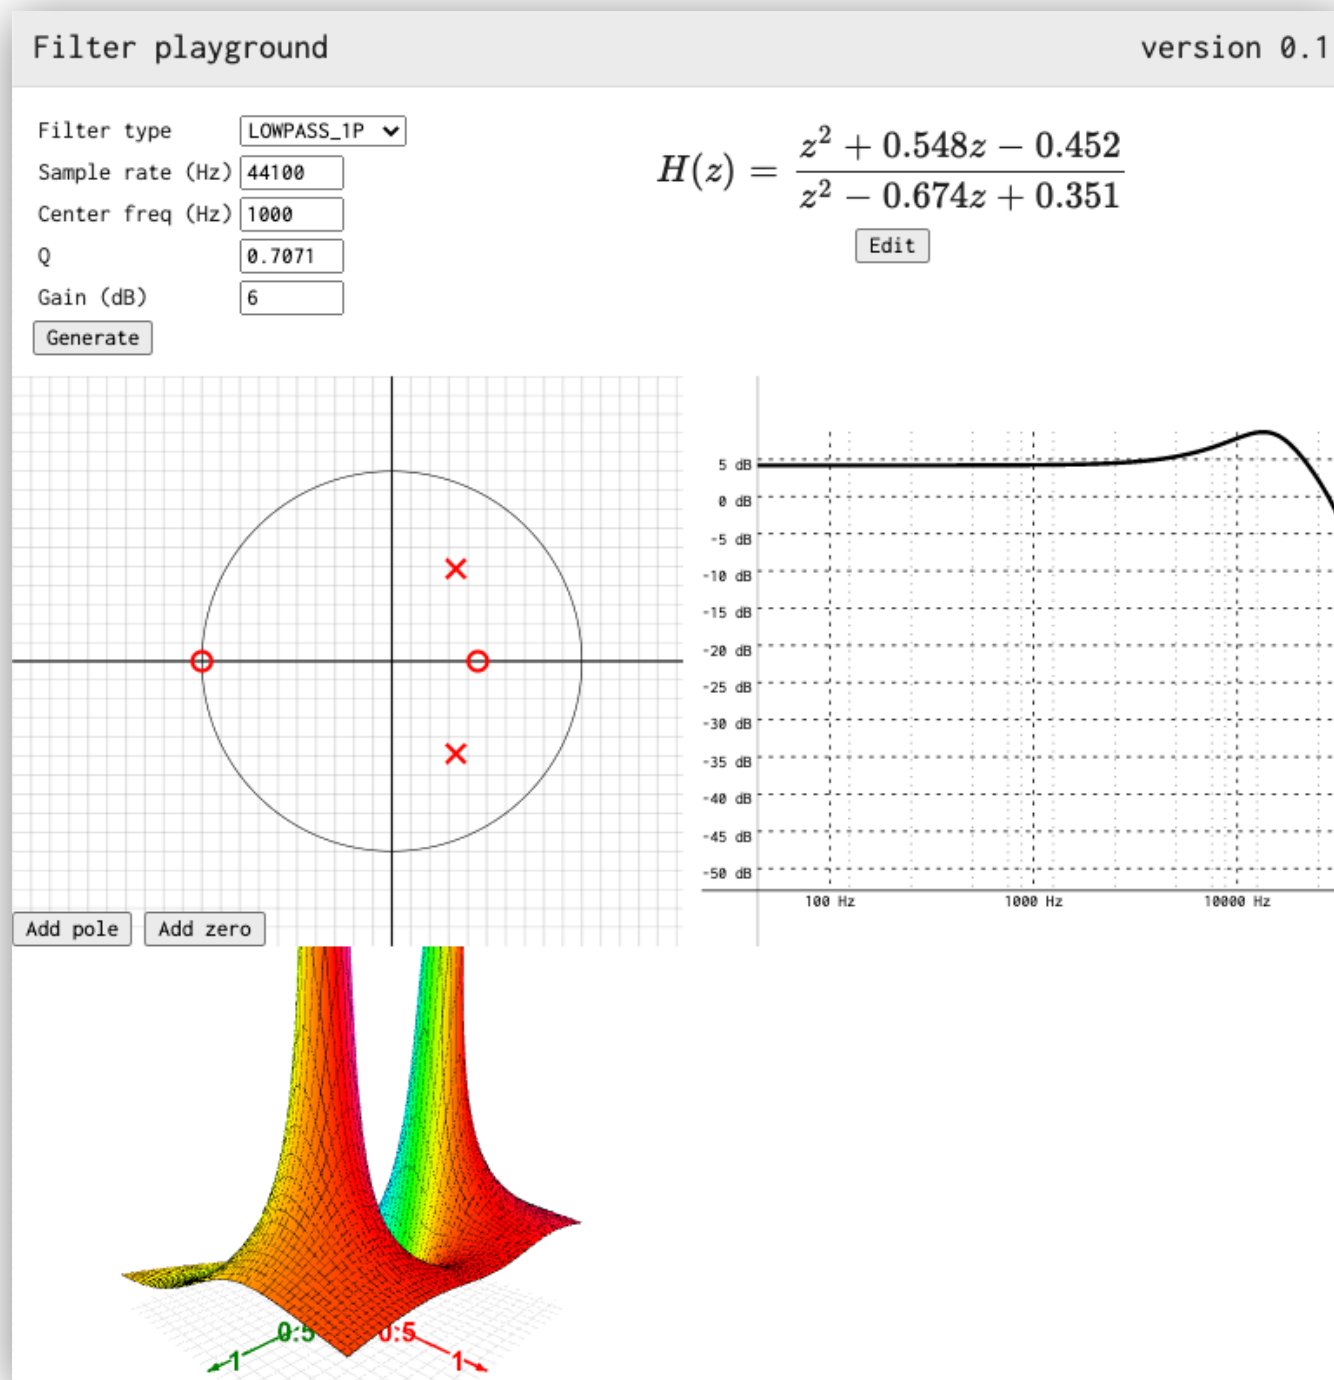 Filter playground
version 0.1
Filter type LOWPASS_1P
Sample rate (Hz) 44100
Center freq (Hz) 1000
Q 0.7071
Gain (dB) 6
Generate
H(z) = \frac{z^2 + 0.548z - 0.452}{z^2 - 0.674z + 0.351}
Edit
5 dB
0 dB
-5 dB
-10 dB
-15 dB
-20 dB
-25 dB
-30 dB
-35 dB
-40 dB
-45 dB
-50 dB
100 Hz 1000 Hz 10000 Hz
Add pole Add zero
0.5 0.5
1 1